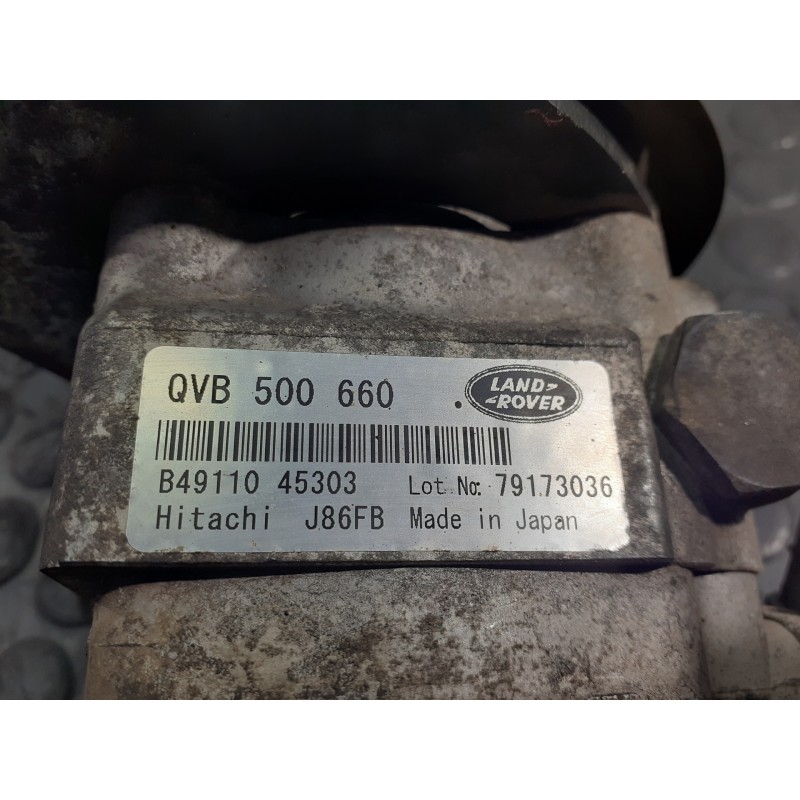 QVB 500 660
LAND
ROVER
B49110 45303 Lot No. 79173036
Hitachi J86FB Made in Japan